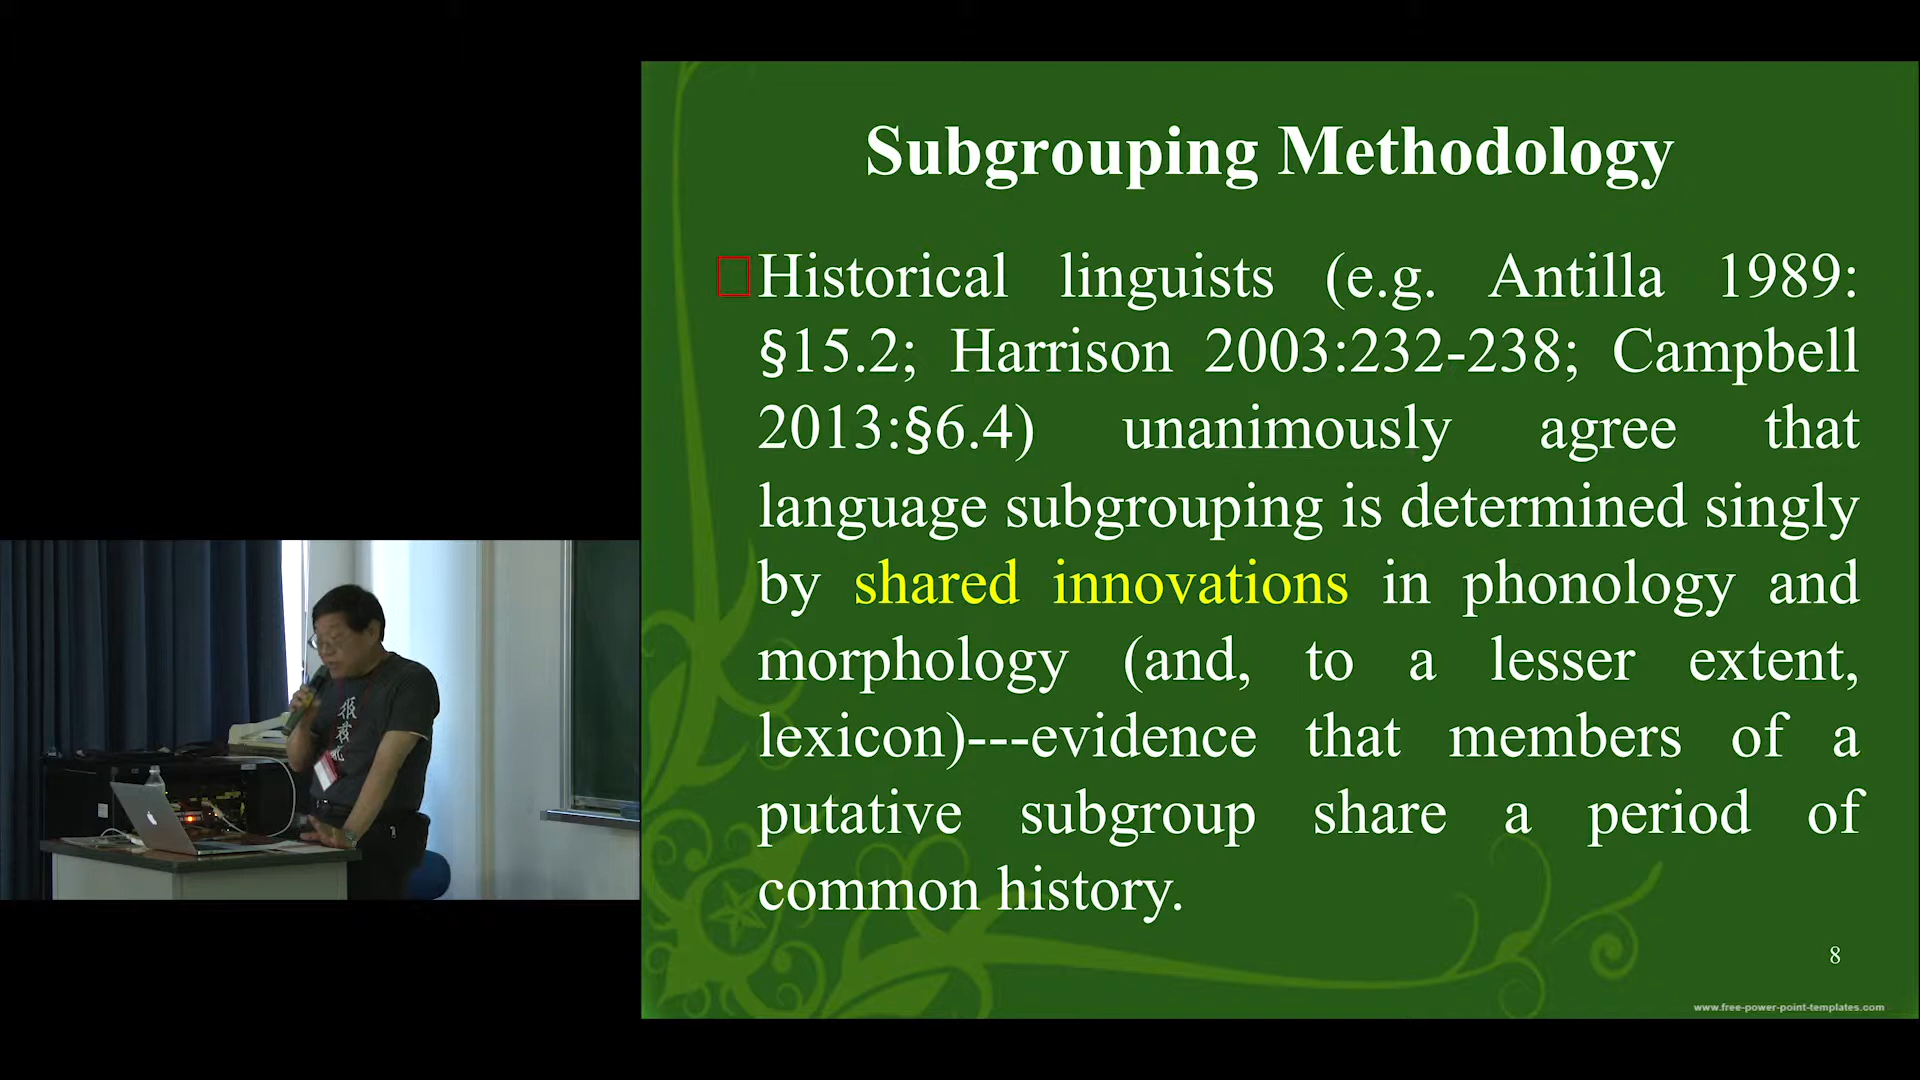 Subgrouping Methodology
Historical linguists (e.g. Antilla 1989:
§15.2; Harrison 2003:232-238; Campbell
2013:§6.4) unanimously agree that
language subgrouping is determined singly
by shared innovations in phonology and
morphology (and, to a lesser extent,
lexicon)---evidence that members of a
putative subgroup share a period of
common history.
8
www.free-power-point-templates.com